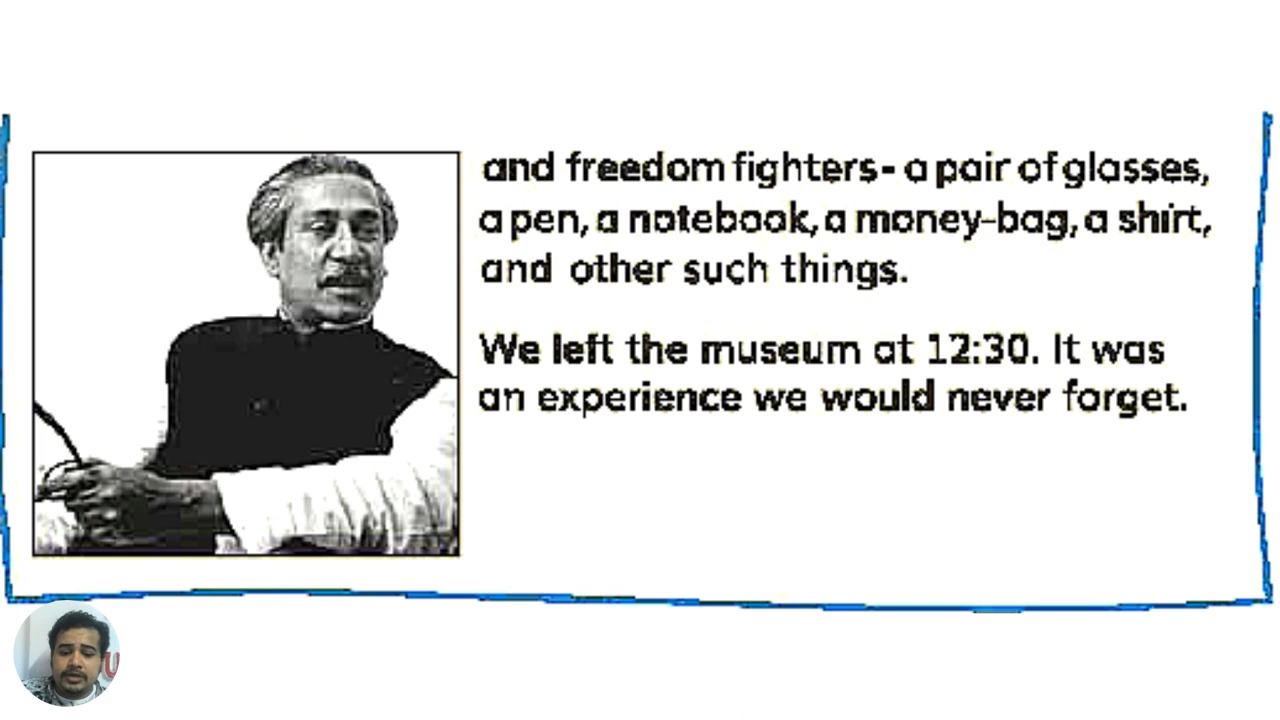 and freedom fighters- a pair of glasses,
a pen, a notebook, a money-bag, a shirt,
and other such things.
We left the museum at 12:30. It was
an experience we would never forget.